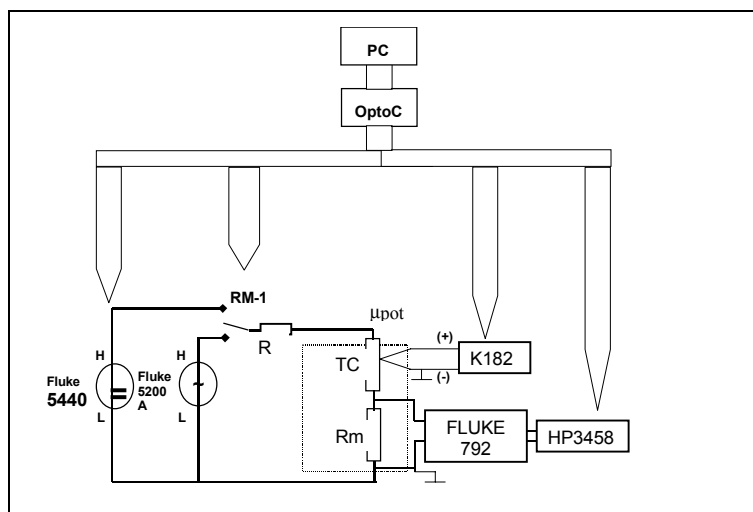 PC
OptoC
RM-1
R
µpot
(+)
K182
(-)
TC
H
Fluke
5440
L
H
Fluke
5200
A
~
L
Rm
FLUKE
792
HP3458